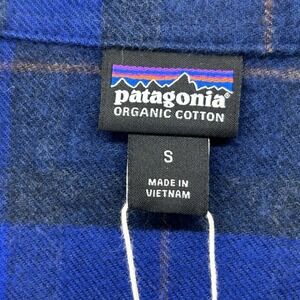 patagonia®
ORGANIC COTTON
S
MADE IN
VIETNAM